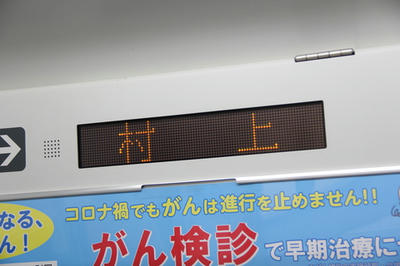 村上
なる、
コロナ禍でもがんは進行を止めません!!
ん!
がん検診で早期治療に